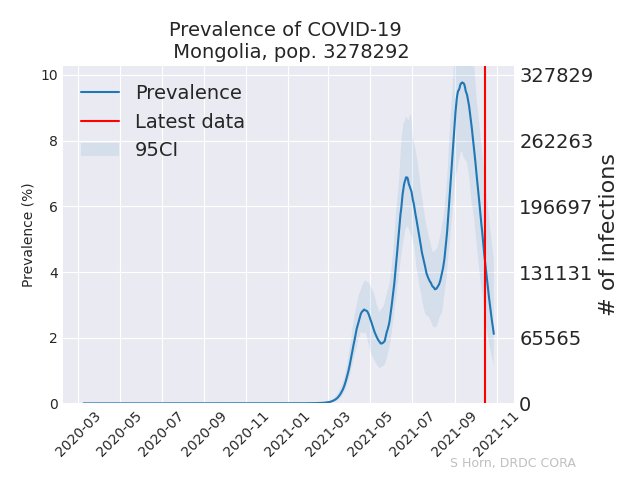 Prevalence of COVID-19
Mongolia, pop. 3278292
Prevalence
Latest data
95CI
Prevalence (%)
10
8
6
4
2
0
327829
262263
196697
131131
65565
0
# of infections
2020-03
2020-05
2020-07
2020-09
2020-11
2021-01
2021-03
2021-05
2021-07
2021-09
2021-11
S Horn, DRDC CORA